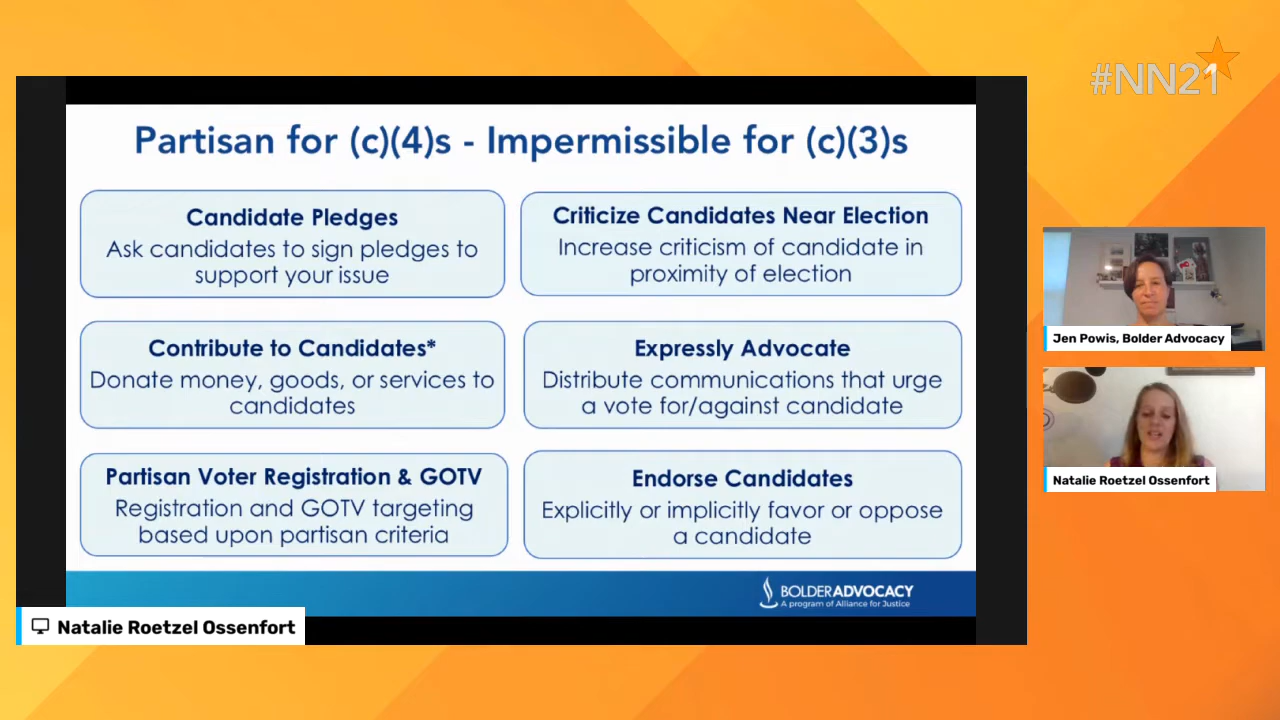 #NN21
Partisan for (c)(4)s - Impermissible for (c)(3)s
Candidate Pledges
Ask candidates to sign pledges to
support your issue
Criticize Candidates Near Election
Increase criticism of candidate in
proximity of election
Contribute to Candidates*
Donate money, goods, or services to
candidates
Expressly Advocate
Distribute communications that urge
a vote for/against candidate
Partisan Voter Registration & GOTV
Registration and GOTV targeting
based upon partisan criteria
Endorse Candidates
Explicitly or implicitly favor or oppose
a candidate
BOLDERADVOCACY
A program of Alliance for Justice
Natalie Roetzel Ossenfort
Jen Powis, Bolder Advocacy
Natalie Roetzel Ossenfort